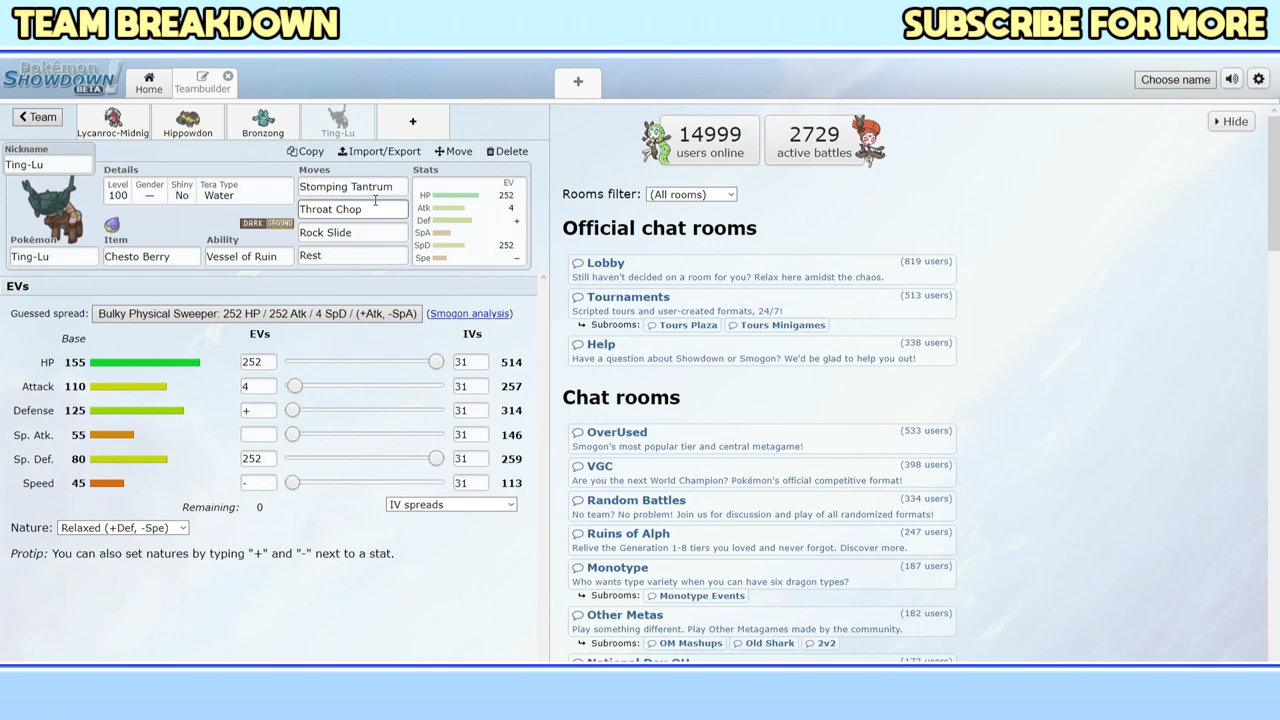 TEAM BREAKDOWN
SUBSCRIBE FOR MORE
Pokémon
SHOWDOWN!
BETA
Home
Teambuilder
+
Choose name
Team
Lycanroc-Midnig
Hippowdon
Bronzong
Ting-Lu
+
Nickname
Ting-Lu
Copy
Import/Export
Move
Delete
Details
Level
100
Gender
—
Shiny
No
Tera Type
Water
DARK GROUND
Pokémon
Ting-Lu
Item
Chesto Berry
Ability
Vessel of Ruin
Moves
Stomping Tantrum
Throat Chop
Rock Slide
Rest
Stats
EV
HP 252
Atk 4
Def +
SpA
SpD 252
Spe –
EVs
Guessed spread: Bulky Physical Sweeper: 252 HP / 252 Atk / 4 SpD / (+Atk, -SpA) (Smogon analysis)
Base EVs IVs
HP 155 252 31 514
Attack 110 4 31 257
Defense 125 + 31 314
Sp. Atk. 55 31 146
Sp. Def. 80 252 31 259
Speed 45 - 31 113
Remaining: 0
IV spreads
Nature: Relaxed (+Def, -Spe)
Protip: You can also set natures by typing "+" and "-" next to a stat.
14999
users online
2729
active battles
Hide
Rooms filter: (All rooms)
Official chat rooms
Lobby (819 users)
Still haven't decided on a room for you? Relax here amidst the chaos.
Tournaments (513 users)
Scripted tours and user-created formats, 24/7!
Subrooms: Tours Plaza Tours Minigames
Help (338 users)
Have a question about Showdown or Smogon? We'd be glad to help you out!
Chat rooms
OverUsed (533 users)
Smogon's most popular tier and central metagame!
VGC (398 users)
Are you the next World Champion? Pokémon's official competitive format!
Random Battles (334 users)
No team? No problem! Join us for discussion and play of all randomized formats!
Ruins of Alph (247 users)
Relive the Generation 1-8 tiers you loved and never forgot. Discover more.
Monotype (187 users)
Who wants type variety when you can have six dragon types?
Subrooms: Monotype Events
Other Metas (182 users)
Play something different. Play Other Metagames made by the community.
Subrooms: OM Mashups Old Shark 2v2